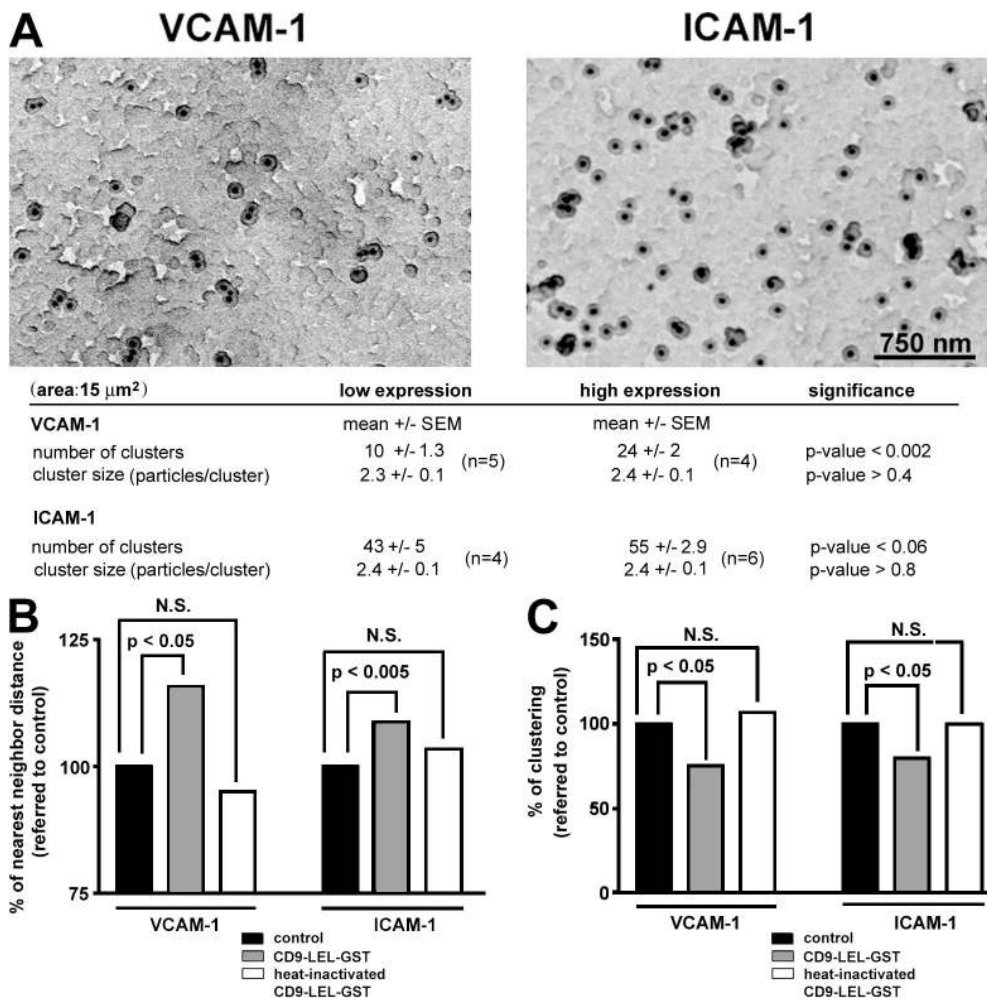 A VCAM-1 ICAM-1
750 nm
(area:15 μm²) low expression high expression significance
VCAM-1 mean +/- SEM mean +/- SEM
number of clusters 10 +/- 1.3 (n=5) 24 +/- 2 (n=4) p-value < 0.002
cluster size (particles/cluster) 2.3 +/- 0.1 2.4 +/- 0.1 p-value > 0.4
ICAM-1
number of clusters 43 +/- 5 (n=4) 55 +/- 2.9 (n=6) p-value < 0.06
cluster size (particles/cluster) 2.4 +/- 0.1 2.4 +/- 0.1 p-value > 0.8
B
% of nearest neighbor distance
(referred to control)
125
100
75
N.S.
p < 0.05
N.S.
p < 0.005
VCAM-1 ICAM-1
control
CD9-LEL-GST
heat-inactivated
CD9-LEL-GST
C
% of clustering
(referred to control)
150
100
50
0
N.S.
p < 0.05
N.S.
p < 0.05
VCAM-1 ICAM-1
control
CD9-LEL-GST
heat-inactivated
CD9-LEL-GST